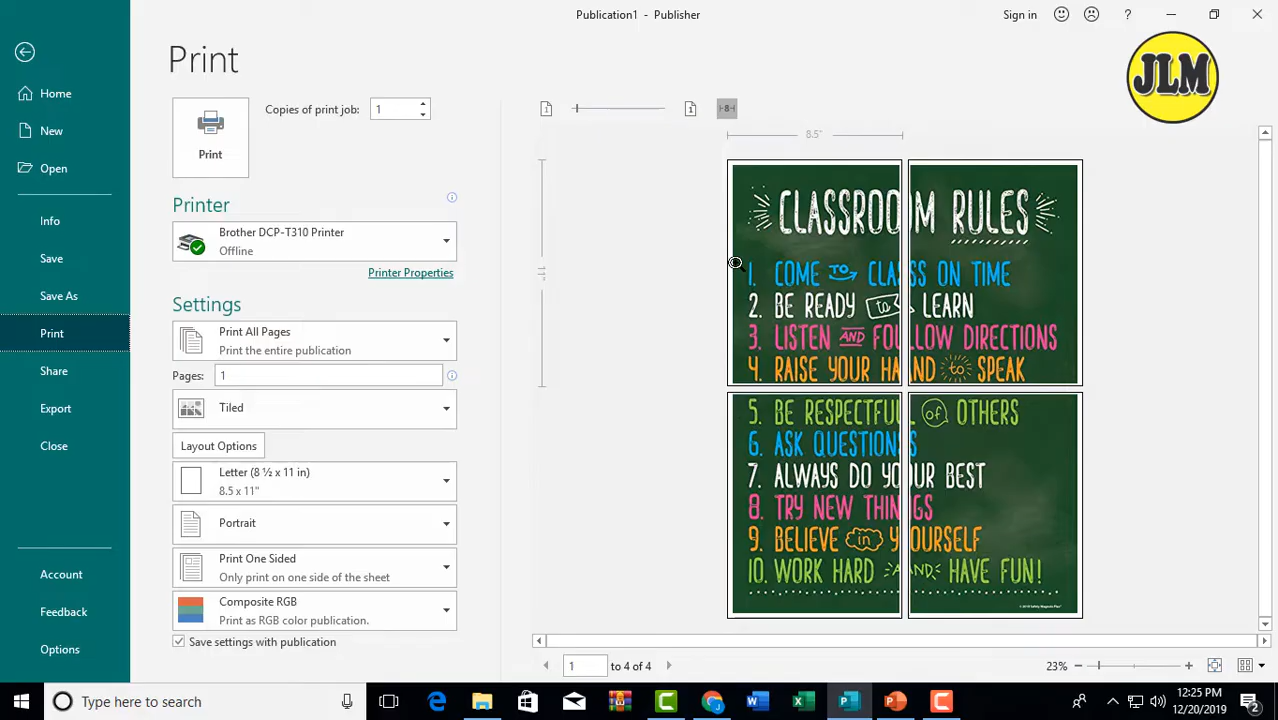 Publication1 - Publisher
Sign in
?
JLM
Print
Home
New
Open
Info
Save
Save As
Print
Share
Export
Close
Account
Feedback
Options
Print
Copies of print job: 1
Printer
Brother DCP-T310 Printer
Offline
Printer Properties
Settings
Print All Pages
Print the entire publication
Pages: 1
Tiled
Layout Options
Letter (8 ½ x 11 in)
8.5 x 11"
Portrait
Print One Sided
Only print on one side of the sheet
Composite RGB
Print as RGB color publication.
Save settings with publication
8.5"
11"
CLASSROOM RULES
1. COME TO CLASS ON TIME
2. BE READY to LEARN
3. LISTEN AND FOLLOW DIRECTIONS
4. RAISE YOUR HAND to SPEAK
5. BE RESPECTFUL of OTHERS
6. ASK QUESTIONS
7. ALWAYS DO YOUR BEST
8. TRY NEW THINGS
9. BELIEVE in YOURSELF
10. WORK HARD AND HAVE FUN!
1 to 4 of 4
23%
Type here to search
12:25 PM
12/20/2019
2